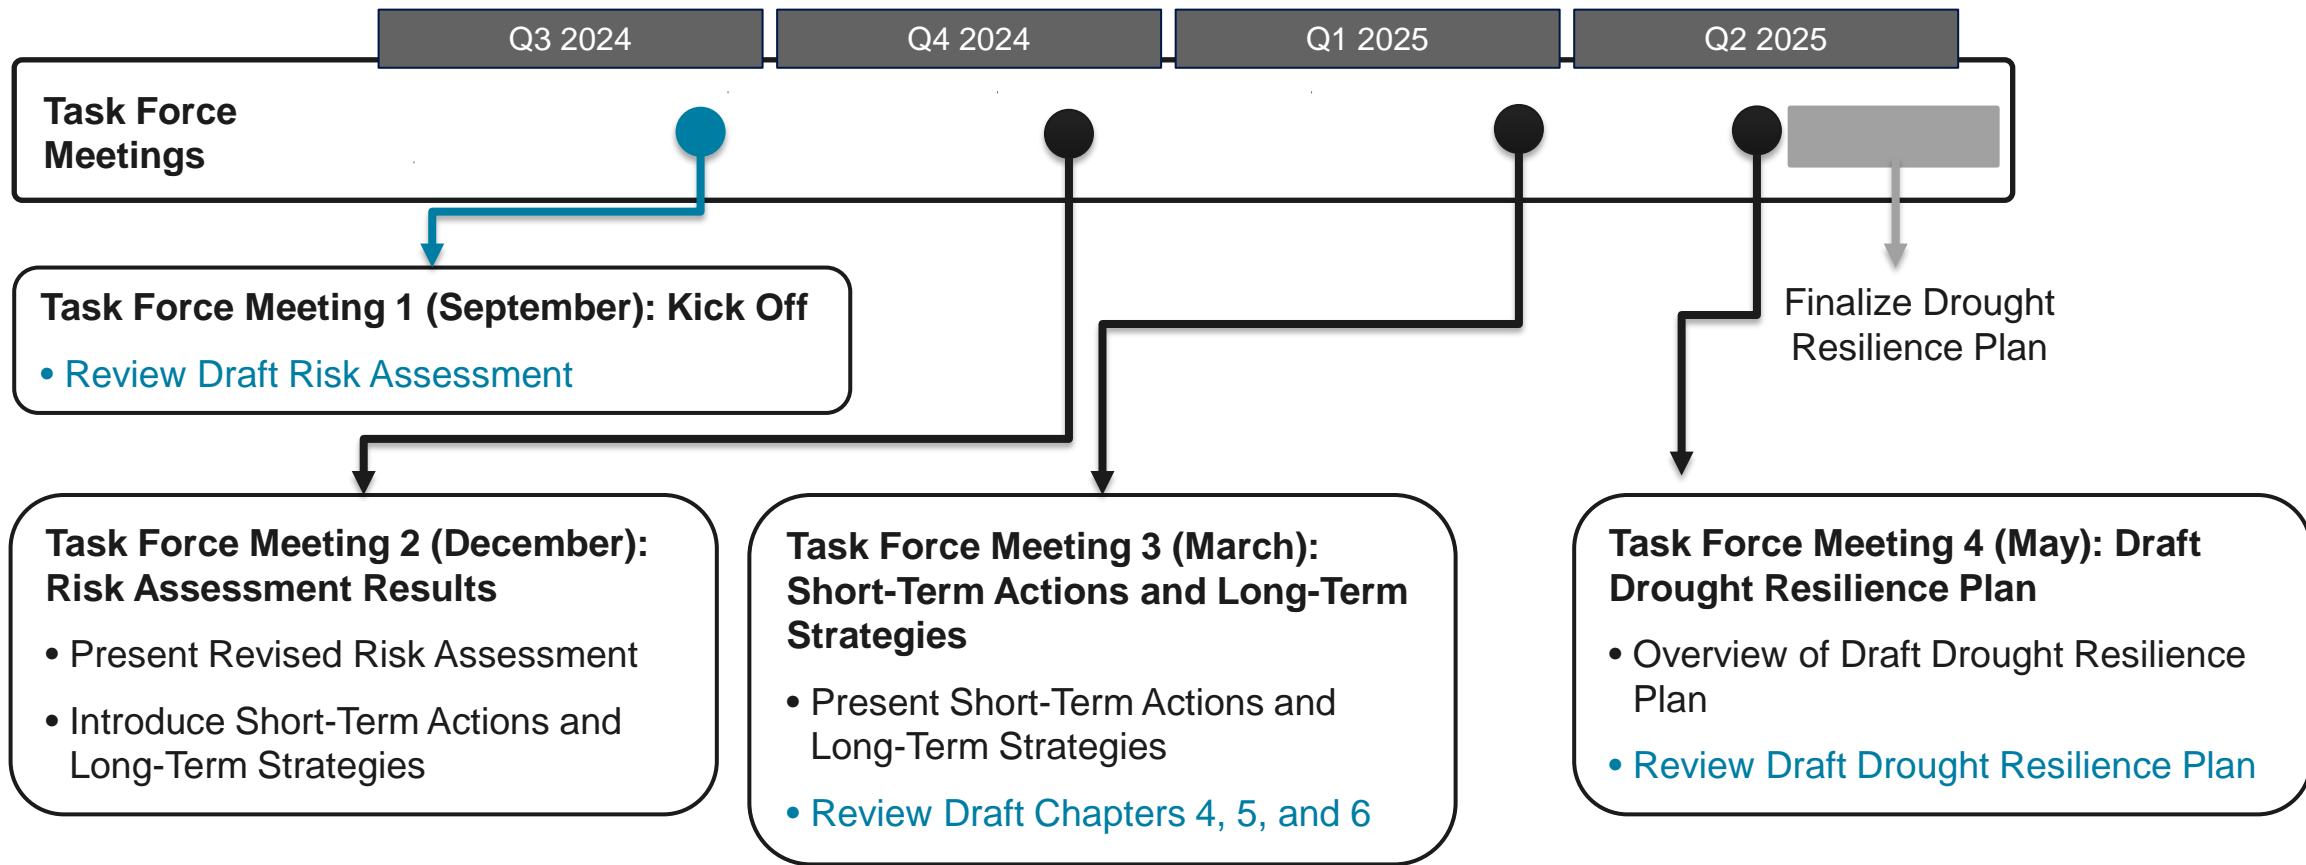 Q3 2024
Q4 2024
Q1 2025
Q2 2025
Task Force
Meetings
Task Force Meeting 1 (September): Kick Off
• Review Draft Risk Assessment
Finalize Drought
Resilience Plan
Task Force Meeting 2 (December):
Risk Assessment Results
• Present Revised Risk Assessment
• Introduce Short-Term Actions and
Long-Term Strategies
Task Force Meeting 3 (March):
Short-Term Actions and Long-Term
Strategies
• Present Short-Term Actions and
Long-Term Strategies
• Review Draft Chapters 4, 5, and 6
Task Force Meeting 4 (May): Draft
Drought Resilience Plan
• Overview of Draft Drought Resilience
Plan
• Review Draft Drought Resilience Plan